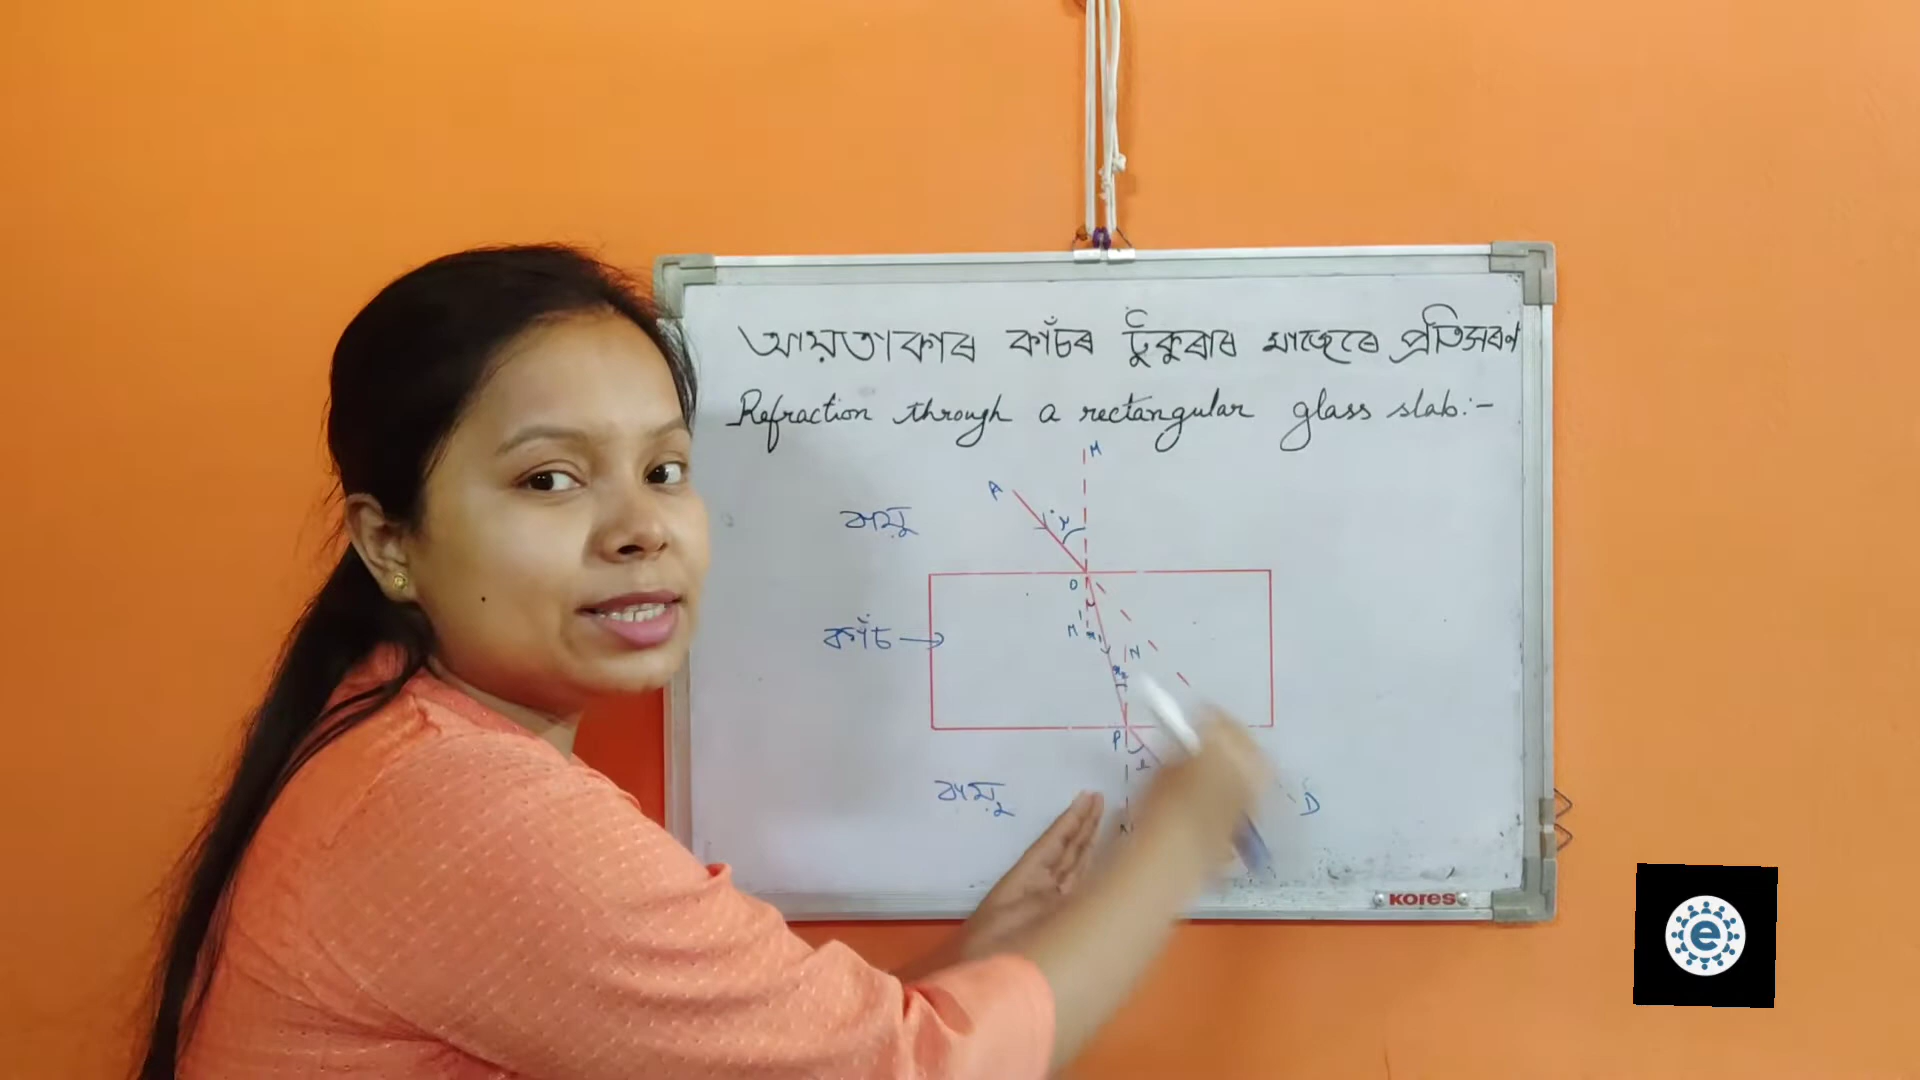 আয়তাকাৰ কাঁচৰ টুঁকুৰাৰ মাজেৰে প্ৰতিসৰণ
Refraction through a rectangular glass slab:-
M
A
বায়ু
i
O
কাঁচ
M'
N
P
বায়ু
D
KORES
e